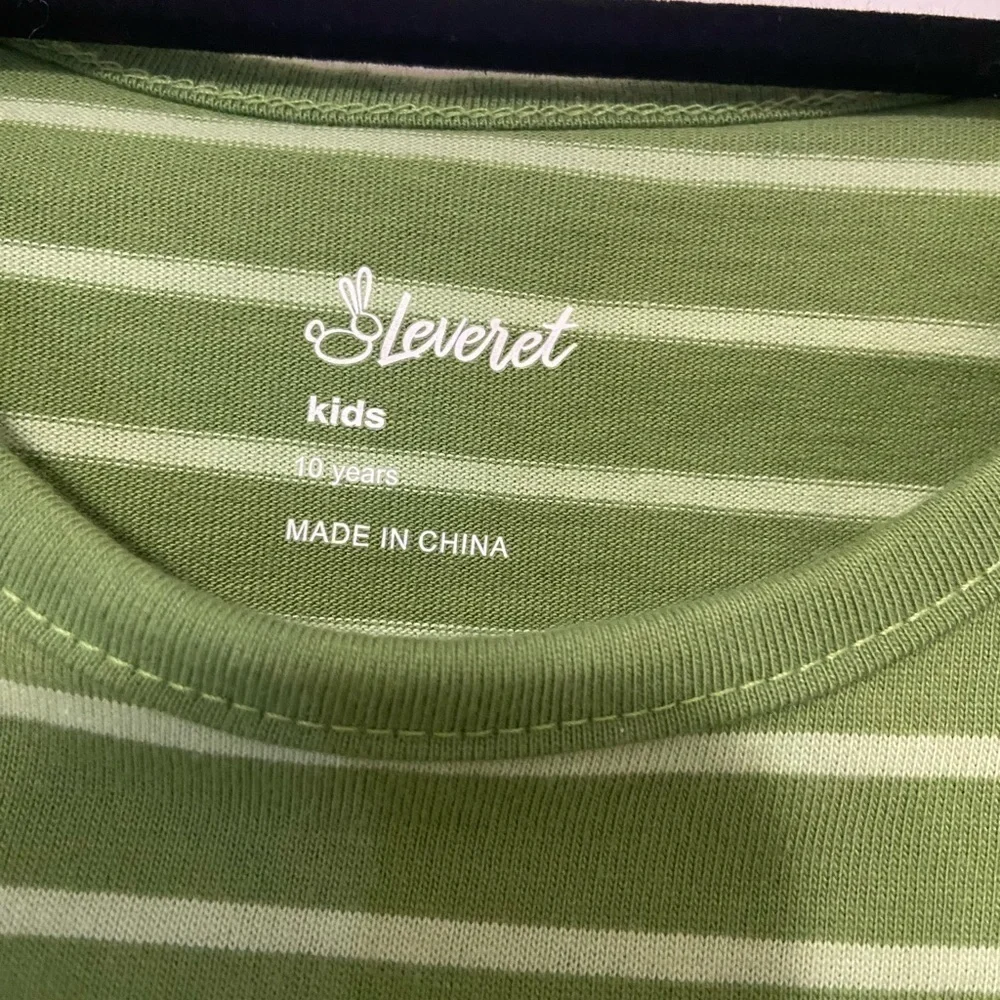 Leveret
kids
10 years
MADE IN CHINA